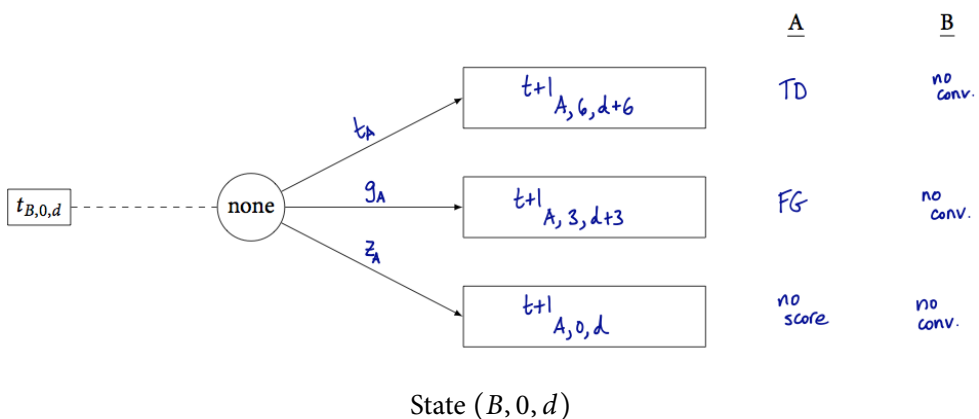 A B
t+1
A, 6, d+6
TD
no
conv.
t_A
t_{B,0,d}
none
g_A
t+1
A, 3, d+3
FG
no
conv.
z_A
t+1
A, 0, d
no
score
no
conv.
State (B, 0, d)